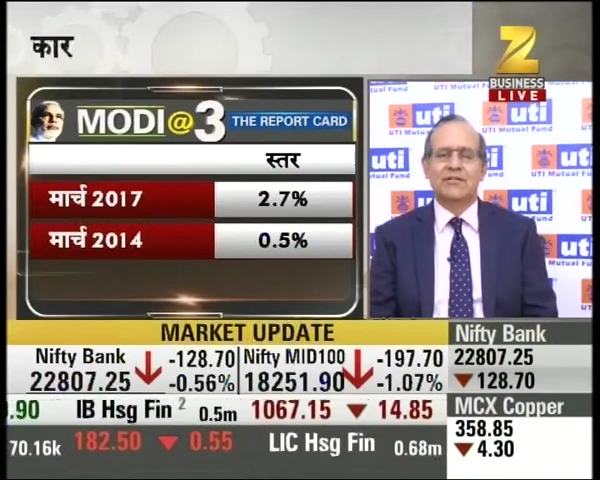 कार
Z
BUSINESS
LIVE
MODI@3 THE REPORT CARD
स्तर
मार्च 2017 2.7%
मार्च 2014 0.5%
uti
UTI Mutual Fund
MARKET UPDATE
Nifty Bank -128.70 Nifty MID100 -197.70
22807.25 -0.56% 18251.90 -1.07%
.90 IB Hsg Fin 2 0.5m 1067.15 14.85
70.16k 182.50 0.55 LIC Hsg Fin 0.68m
Nifty Bank
22807.25
128.70
MCX Copper
358.85
4.30